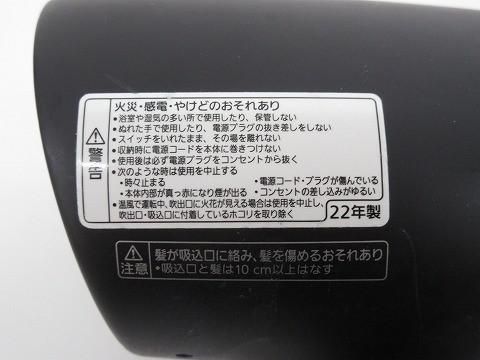 火災・感電・やけどのおそれあり
•浴室や湿気の多い所で使用したり、保管しない
•ぬれた手で使用したり、電源プラグの抜き差しをしない
•スイッチをいれたまま、その場を離れない
•収納時に電源コードを本体に巻きつけない
•使用後は必ず電源プラグをコンセントから抜く
•次のような時は使用を中止する
•時々止まる •電源コード・プラグが傷んでいる
•本体内部が真っ赤になり煙が出る •コンセントの差し込みがゆるい
•温風で運転中、吹出口に火花が見える場合は使用を中止し、
吹出口・吸込口に付着しているホコリを取り除く
警告
22年製
注意
髪が吸込口に絡み、髪を傷めるおそれあり
•吸込口と髪は10 cm以上はなす